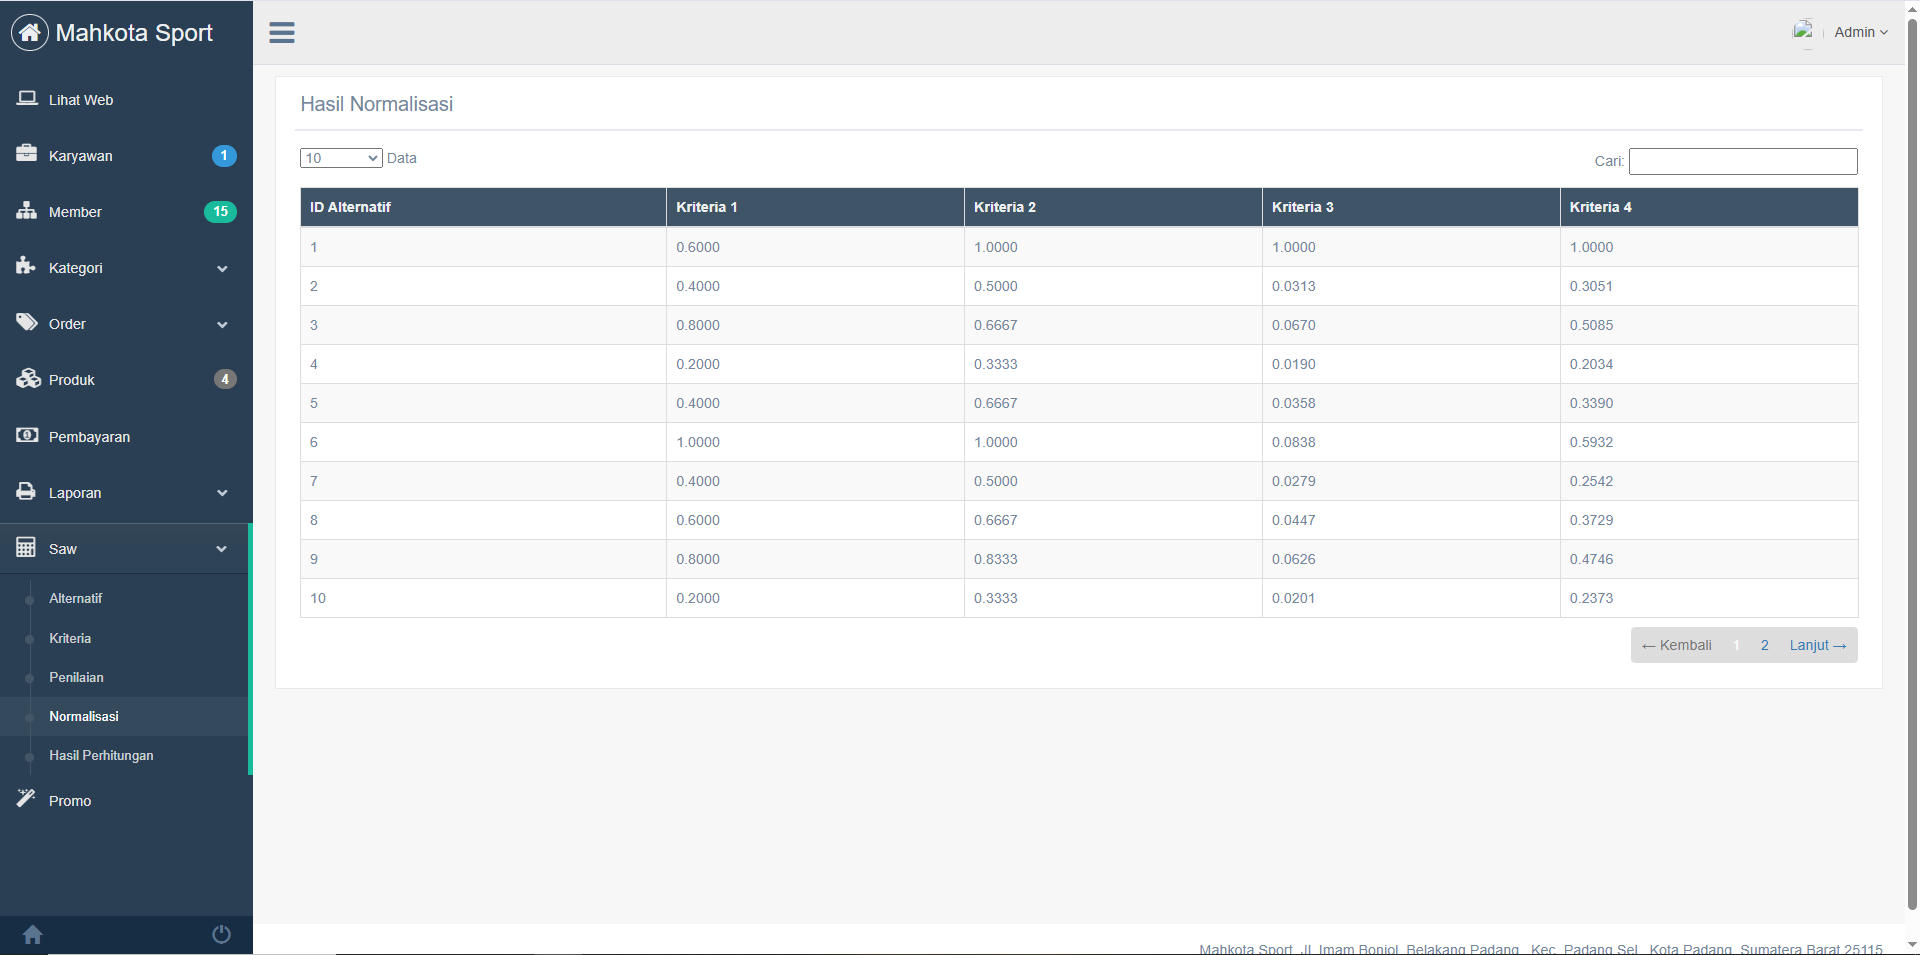 Mahkota Sport
Lihat Web
Karyawan 1
Member 15
Kategori
Order
Produk 4
Pembayaran
Laporan
Saw
Alternatif
Kriteria
Penilaian
Normalisasi
Hasil Perhitungan
Promo
Admin
Hasil Normalisasi
10 Data
Cari:
ID Alternatif Kriteria 1 Kriteria 2 Kriteria 3 Kriteria 4
1 0.6000 1.0000 1.0000 1.0000
2 0.4000 0.5000 0.0313 0.3051
3 0.8000 0.6667 0.0670 0.5085
4 0.2000 0.3333 0.0190 0.2034
5 0.4000 0.6667 0.0358 0.3390
6 1.0000 1.0000 0.0838 0.5932
7 0.4000 0.5000 0.0279 0.2542
8 0.6000 0.6667 0.0447 0.3729
9 0.8000 0.8333 0.0626 0.4746
10 0.2000 0.3333 0.0201 0.2373
← Kembali 1 2 Lanjut →
Mahkota Sport, Jl. Imam Bonjol, Belakang Padang, Kec. Padang Sel., Kota Padang, Sumatera Barat 25115